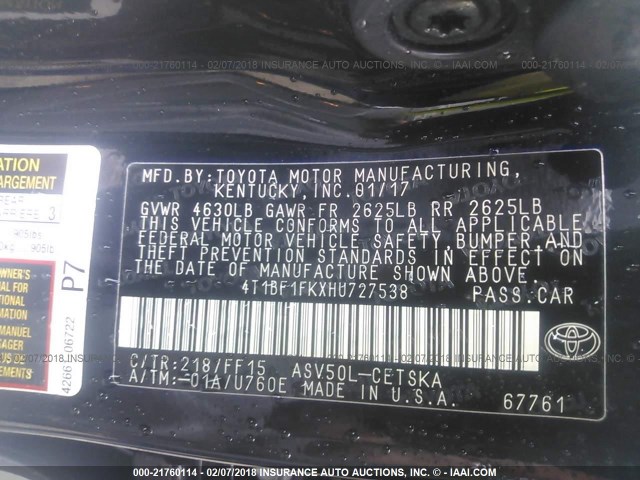 000-21760114 - 02/07/2018 INSURANCE AUTO AUCTIONS, INC. - © - IAAI.COM
MFD.BY:TOYOTA MOTOR MANUFACTURING,
KENTUCKY,INC.01/17
GVWR 4630LB GAWR FR 2625LB RR 2625LB
THIS VEHICLE CONFORMS TO ALL APPLICABLE
FEDERAL MOTOR VEHICLE SAFETY,BUMPER,AND
THEFT PREVENTION STANDARDS IN EFFECT ON
THE DATE OF MANUFACTURE SHOWN ABOVE.
4T1BF1FKXHU727538
PASS.CAR
C/TR:218/FF15 ASV50L-CETSKA
A/TM:-01A/U760E MADE IN U.S.A.
67761
P7
4266
06722
OWNER'S
MANUAL
000-21760114 - 02/07/2018 INSURANCE AUTO AUCTIONS, INC. - © - IAAI.COM